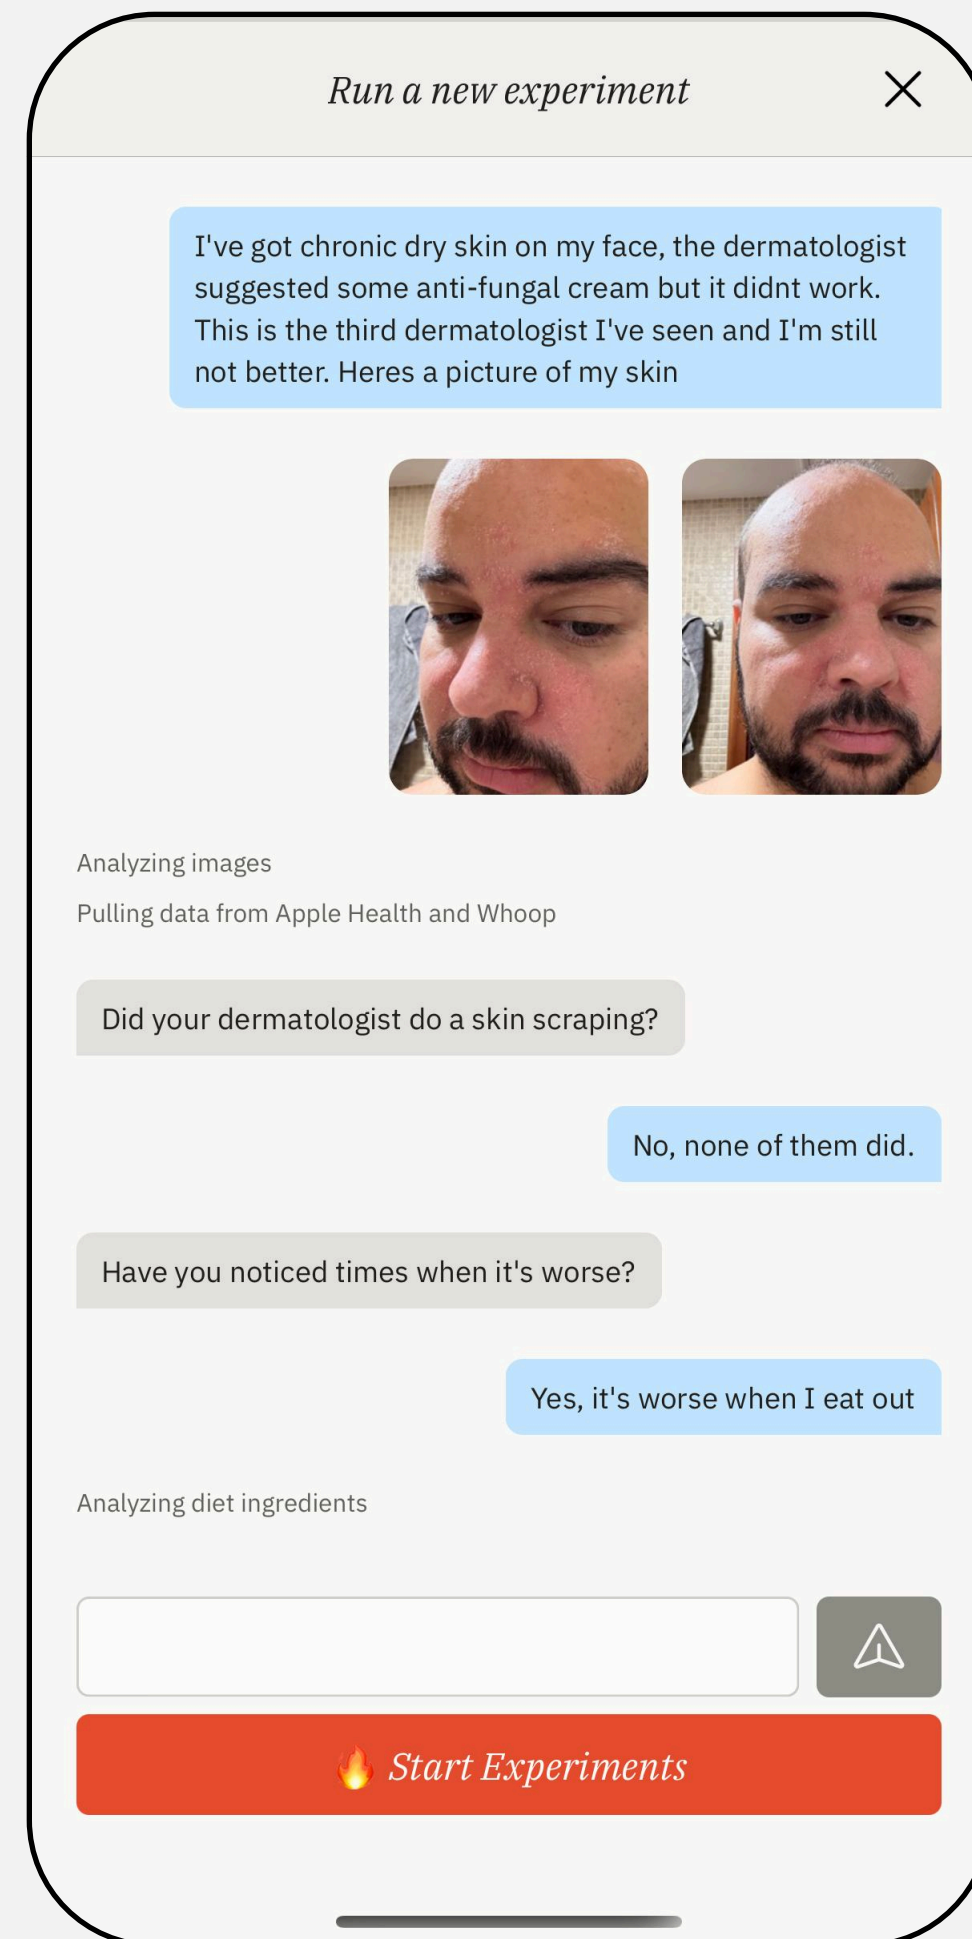 Run a new experiment
I've got chronic dry skin on my face, the dermatologist
suggested some anti-fungal cream but it didnt work.
This is the third dermatologist I've seen and I'm still
not better. Heres a picture of my skin
Analyzing images
Pulling data from Apple Health and Whoop
Did your dermatologist do a skin scraping?
No, none of them did.
Have you noticed times when it's worse?
Yes, it's worse when I eat out
Analyzing diet ingredients
🔥 Start Experiments